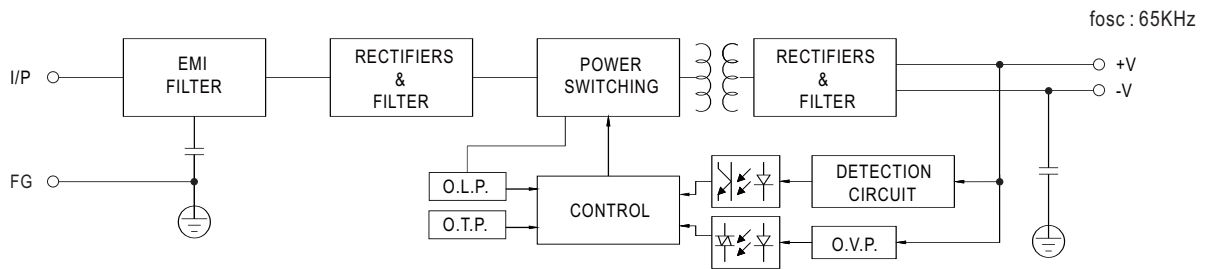 fosc : 65KHz
I/P
EMI
FILTER
RECTIFIERS
&
FILTER
POWER
SWITCHING
RECTIFIERS
&
FILTER
+V
-V
FG
O.L.P.
O.T.P.
CONTROL
DETECTION
CIRCUIT
O.V.P.